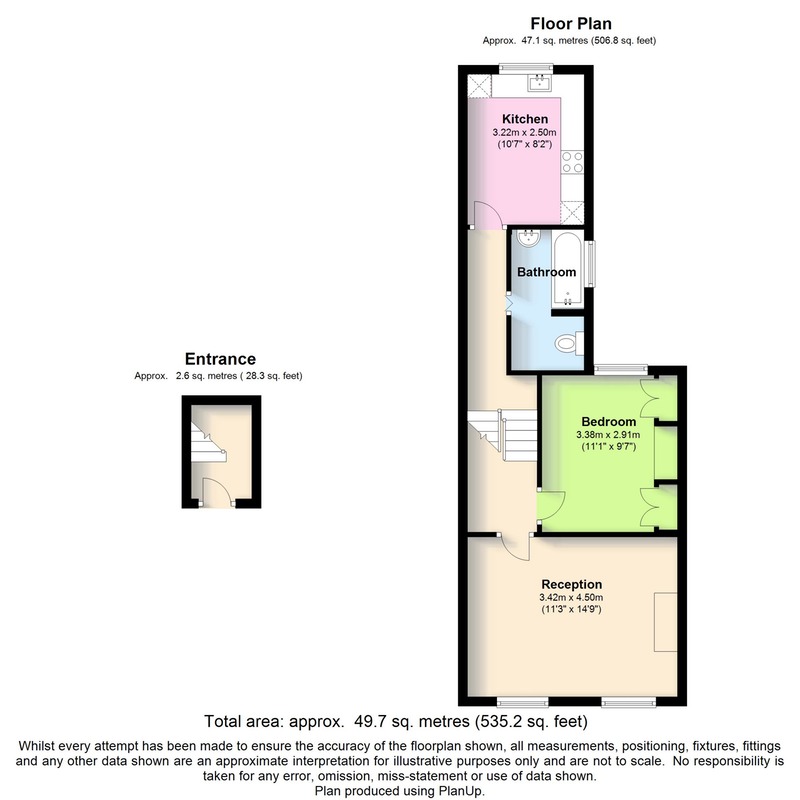 Floor Plan
Approx. 47.1 sq. metres (506.8 sq. feet)
Kitchen
3.22m x 2.50m
(10'7" x 8'2")
Bathroom
Entrance
Approx. 2.6 sq. metres ( 28.3 sq. feet)
Bedroom
3.38m x 2.91m
(11'1" x 9'7")
Reception
3.42m x 4.50m
(11'3" x 14'9")
Total area: approx. 49.7 sq. metres (535.2 sq. feet)
Whilst every attempt has been made to ensure the accuracy of the floorplan shown, all measurements, positioning, fixtures, fittings
and any other data shown are an approximate interpretation for illustrative purposes only and are not to scale. No responsibility is
taken for any error, omission, miss-statement or use of data shown.
Plan produced using PlanUp.